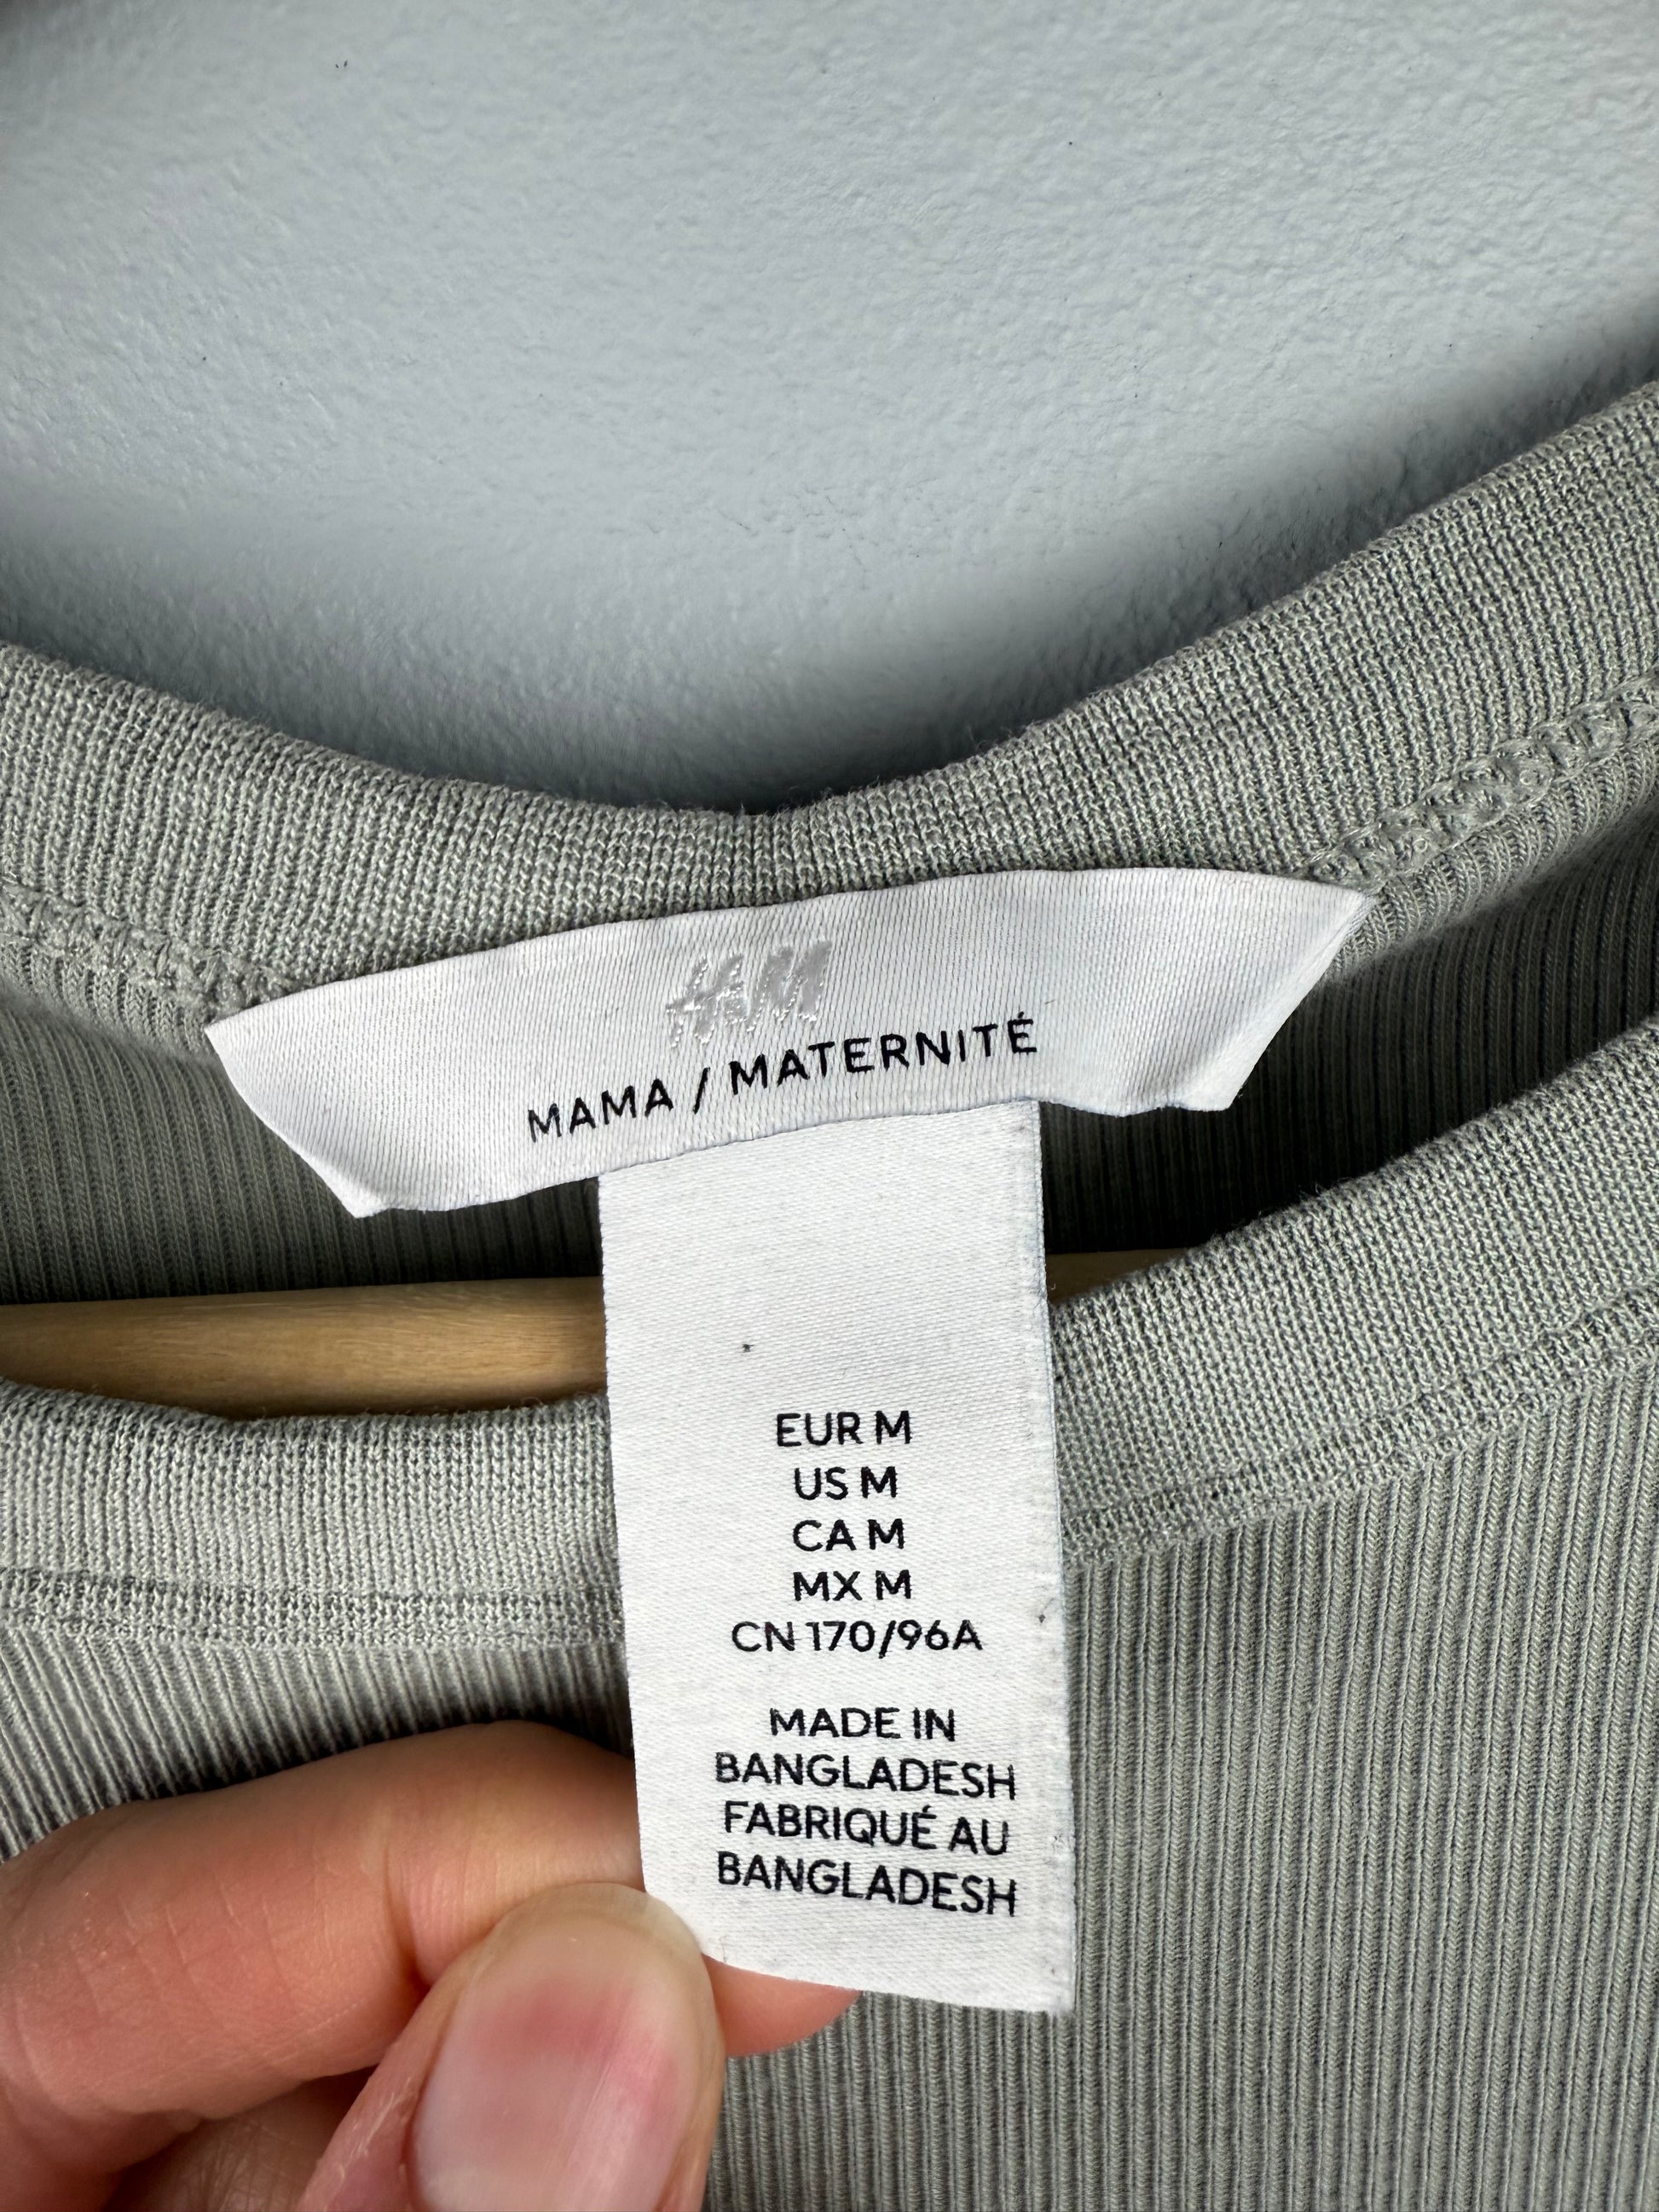 H&M
MAMA / MATERNITÉ
EUR M
US M
CA M
MX M
CN 170/96A
MADE IN
BANGLADESH
FABRIQUÉ AU
BANGLADESH